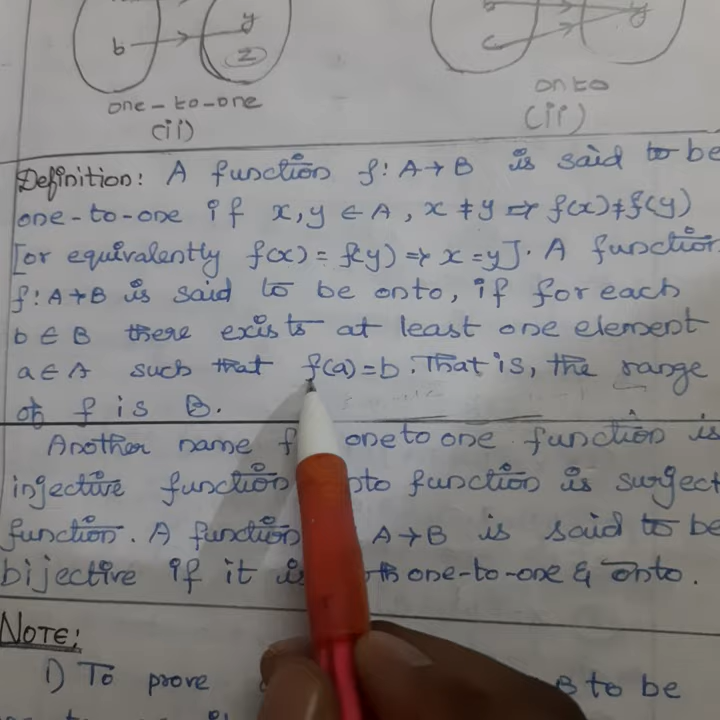 b y
z
b y
c
one-to-one onto
(ii) (ii)
Definition: A function f: A→B is said to be
one-to-one if x, y ∈ A, x ≠ y ⇒ f(x) ≠ f(y)
[or equivalently f(x) = f(y) ⇒ x = y]. A function
f: A→B is said to be onto, if for each
b ∈ B there exists at least one element
a ∈ A such that f(a) = b. That is, the range
of f is B.
Another name one to one function is
injective function function is surject
function. A function A→B is said to be
bijective if it is one-to-one & onto.
NOTE:
1) To prove B to be